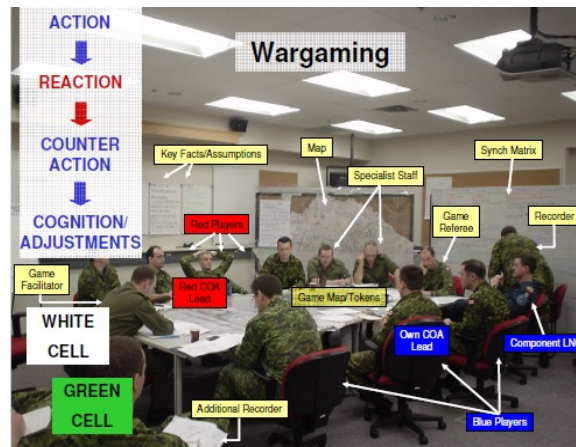 ACTION
REACTION
COUNTER
ACTION
COGNITION/
ADJUSTMENTS
Wargaming
Key Facts/Assumptions
Map
Specialist Staff
Synch Matrix
Red Players
Game
Referee
Recorder
Game
Facilitator
Red COA
Lead
Game Map/Tokens
WHITE
CELL
Own COA
Lead
Component LNO
GREEN
CELL
Additional Recorder
Blue Players